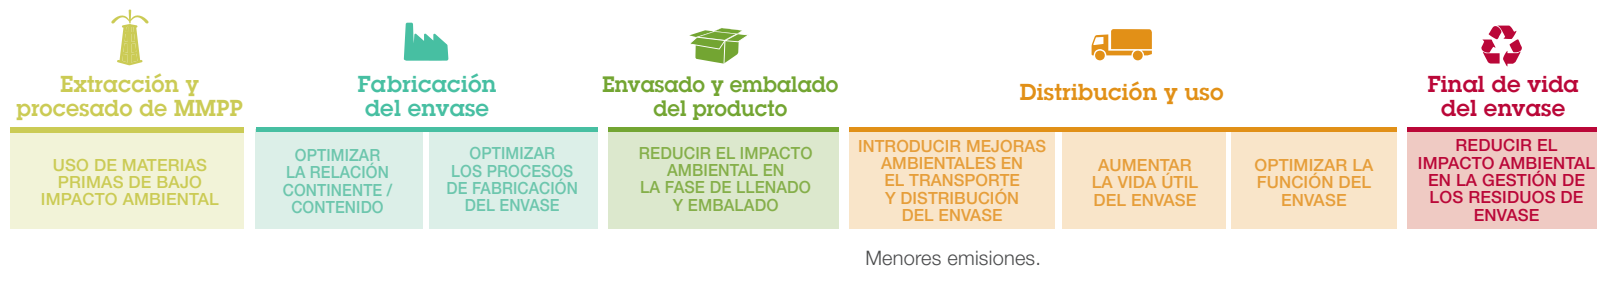 Extracción y
procesado de MMPP
USO DE MATERIAS
PRIMAS DE BAJO
IMPACTO AMBIENTAL
Fabricación
del envase
OPTIMIZAR
LA RELACIÓN
CONTINENTE /
CONTENIDO
OPTIMIZAR
LOS PROCESOS
DE FABRICACIÓN
DEL ENVASE
Envasado y embalado
del producto
REDUCIR EL IMPACTO
AMBIENTAL EN
LA FASE DE LLENADO
Y EMBALADO
Distribución y uso
INTRODUCIR MEJORAS
AMBIENTALES EN
EL TRANSPORTE
Y DISTRIBUCIÓN
DEL ENVASE
AUMENTAR
LA VIDA ÚTIL
DEL ENVASE
OPTIMIZAR LA
FUNCIÓN DEL
ENVASE
Final de vida
del envase
REDUCIR EL
IMPACTO AMBIENTAL
EN LA GESTIÓN DE
LOS RESIDUOS DE
ENVASE
Menores emisiones.